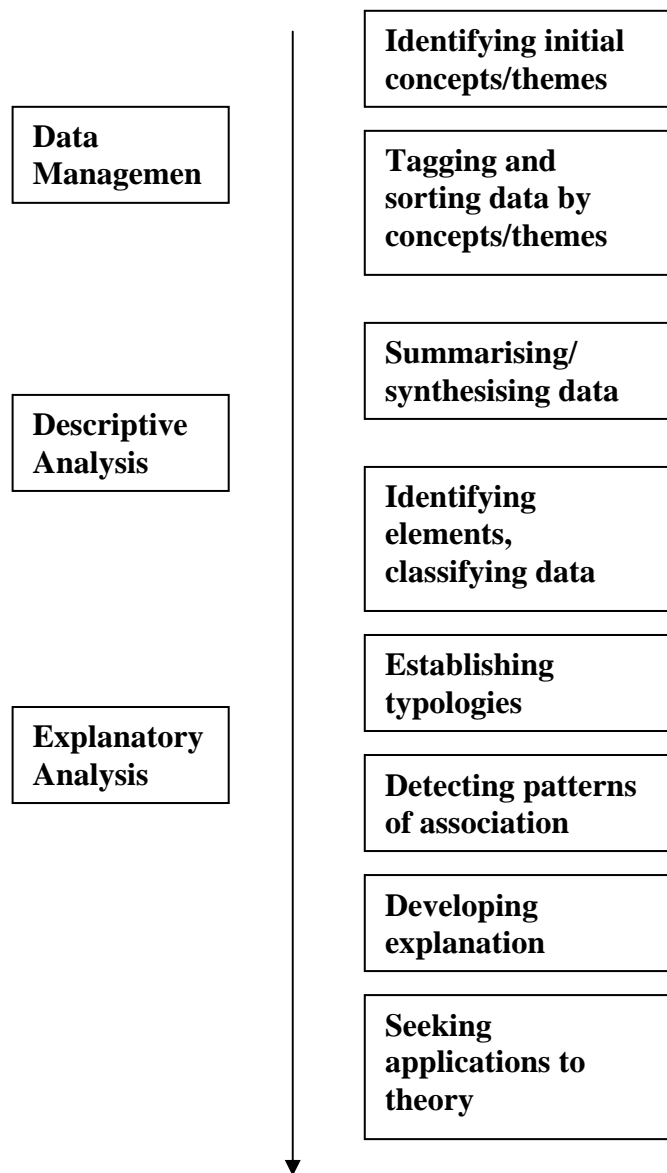 Identifying initial
concepts/themes
Data
Managemen
Tagging and
sorting data by
concepts/themes
Summarising/
synthesising data
Descriptive
Analysis
Identifying
elements,
classifying data
Establishing
typologies
Explanatory
Analysis
Detecting patterns
of association
Developing
explanation
Seeking
applications to
theory